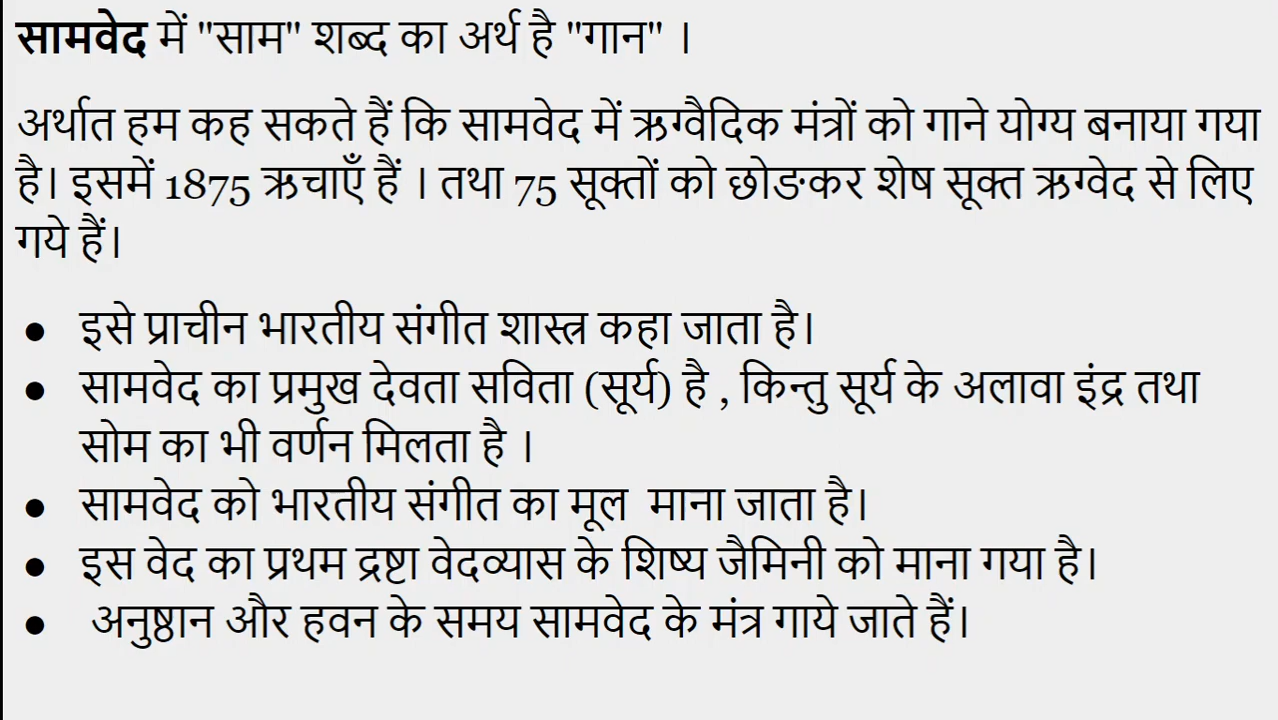 सामवेद में "साम" शब्द का अर्थ है "गान" ।
अर्थात हम कह सकते हैं कि सामवेद में ऋग्वैदिक मंत्रों को गाने योग्य बनाया गया
है। इसमें 1875 ऋचाएँ हैं । तथा 75 सूक्तों को छोङकर शेष सूक्त ऋग्वेद से लिए
गये हैं।
● इसे प्राचीन भारतीय संगीत शास्त्र कहा जाता है।
● सामवेद का प्रमुख देवता सविता (सूर्य) है , किन्तु सूर्य के अलावा इंद्र तथा
सोम का भी वर्णन मिलता है ।
● सामवेद को भारतीय संगीत का मूल माना जाता है।
● इस वेद का प्रथम द्रष्टा वेदव्यास के शिष्य जैमिनी को माना गया है।
● अनुष्ठान और हवन के समय सामवेद के मंत्र गाये जाते हैं।